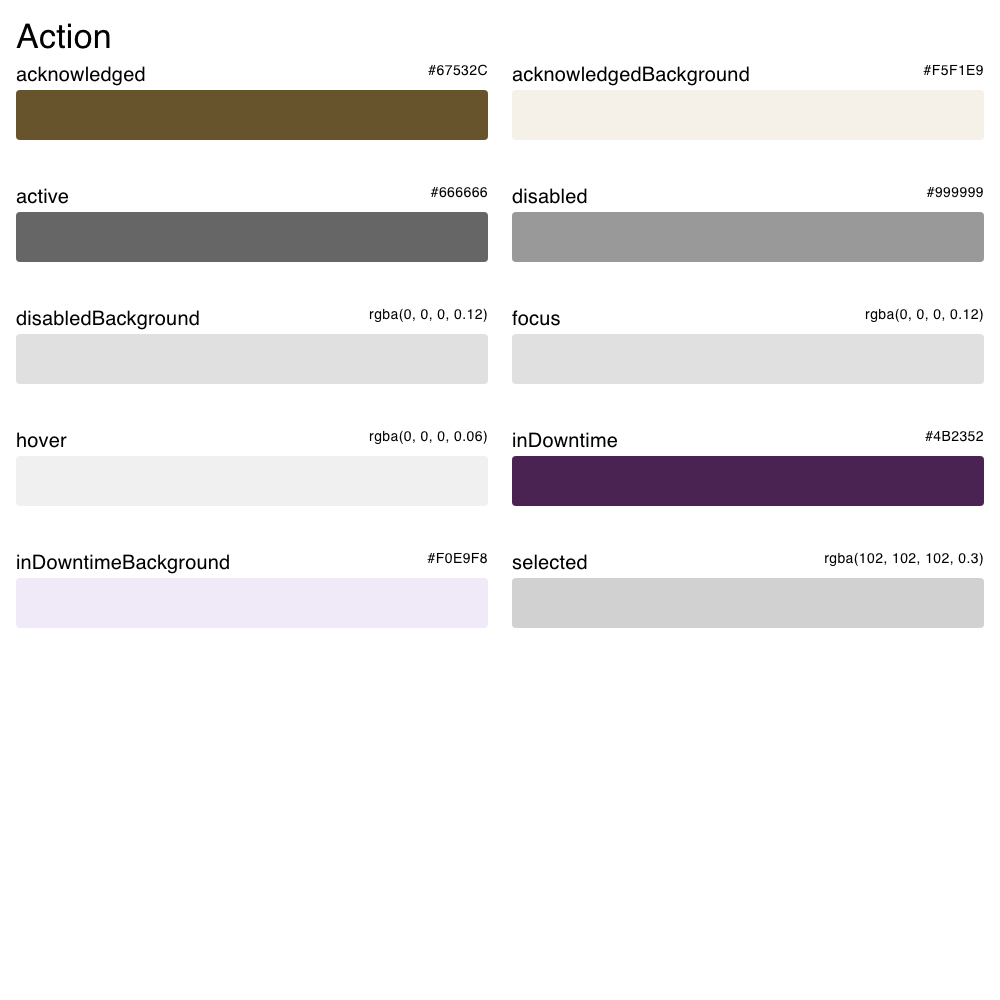 Action
acknowledged #67532C
acknowledgedBackground #F5F1E9
active #666666
disabled #999999
disabledBackground rgba(0, 0, 0, 0.12)
focus rgba(0, 0, 0, 0.12)
hover rgba(0, 0, 0, 0.06)
inDowntime #4B2352
inDowntimeBackground #F0E9F8
selected rgba(102, 102, 102, 0.3)